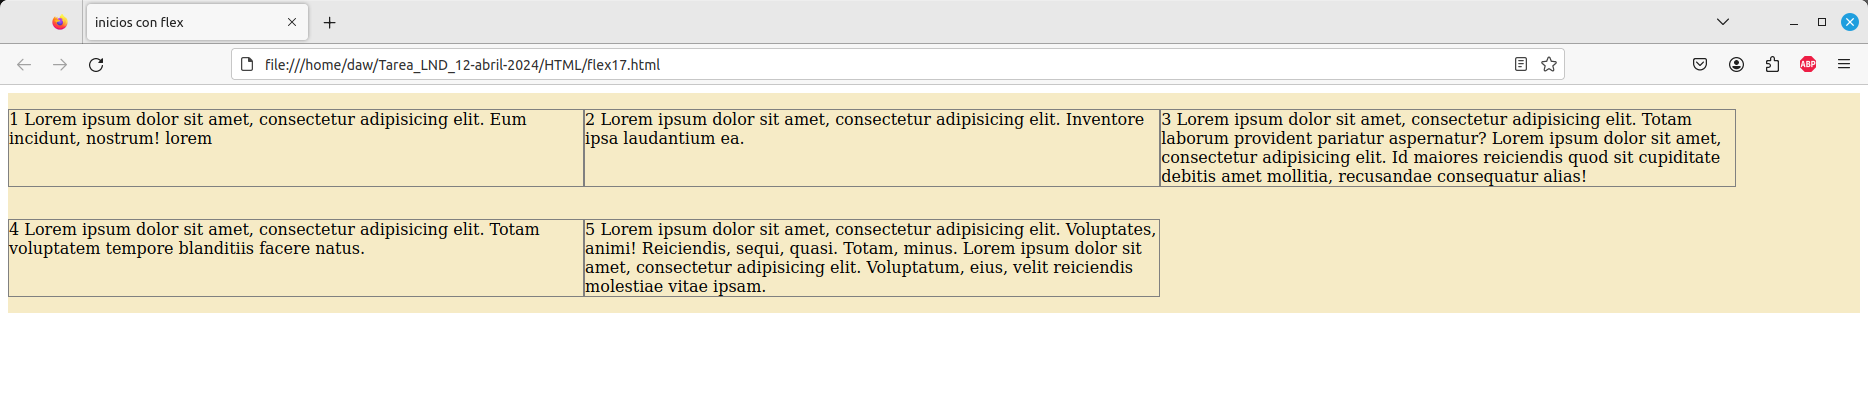 inicios con flex
file:///home/daw/Tarea_LND_12-abril-2024/HTML/flex17.html
ABP
1 Lorem ipsum dolor sit amet, consectetur adipisicing elit. Eum
incidunt, nostrum! lorem
2 Lorem ipsum dolor sit amet, consectetur adipisicing elit. Inventore
ipsa laudantium ea.
3 Lorem ipsum dolor sit amet, consectetur adipisicing elit. Totam
laborum provident pariatur aspernatur? Lorem ipsum dolor sit amet,
consectetur adipisicing elit. Id maiores reiciendis quod sit cupiditate
debitis amet mollitia, recusandae consequatur alias!
4 Lorem ipsum dolor sit amet, consectetur adipisicing elit. Totam
voluptatem tempore blanditiis facere natus.
5 Lorem ipsum dolor sit amet, consectetur adipisicing elit. Voluptates,
animi! Reiciendis, sequi, quasi. Totam, minus. Lorem ipsum dolor sit
amet, consectetur adipisicing elit. Voluptatum, eius, velit reiciendis
molestiae vitae ipsam.